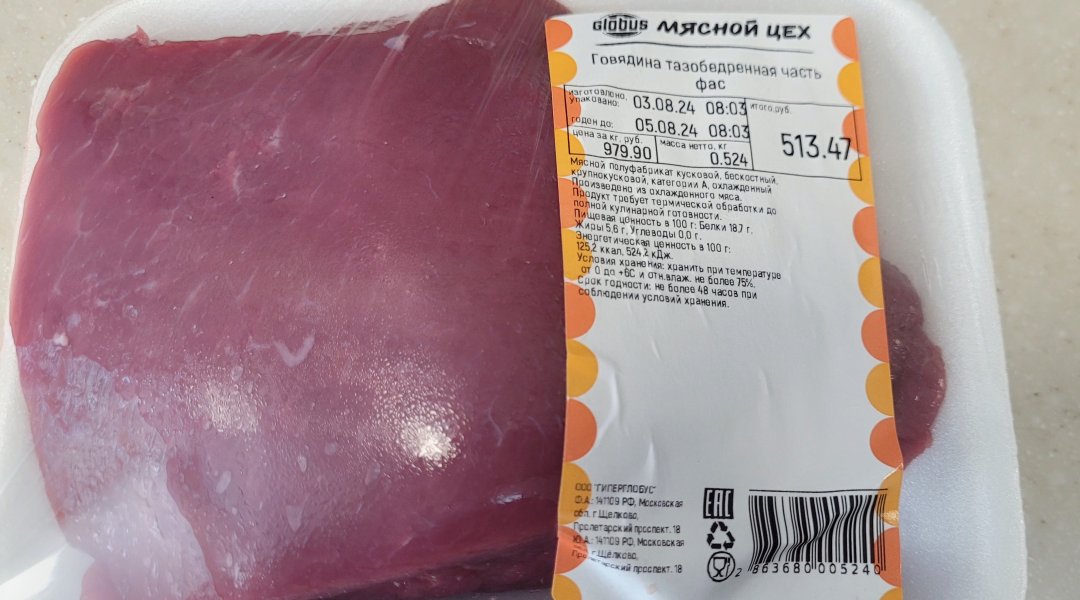 Globus МЯСНОЙ ЦЕХ
Говядина тазобедренная часть
фас
изготовлено,
упаковано: 03.08.24 08:03
годен до: 05.08.24 08:03
итого,руб.
513.47
цена за кг, руб.
979.90
масса нетто, кг
0.524
Мясной полуфабрикат кусковой, бескостный,
крупнокусковой, категории А, охлажденный
Произведено из охлажденного мяса.
Продукт требует термической обработки до
полной кулинарной готовности.
Пищевая ценность в 100 г: Белки 18,7 г.
Жиры 5,6 г, Углеводы 0,0 г.
Энергетическая ценность в 100 г:
125,2 ккал, 524,2 кДж.
Условия хранения: хранить при температуре
от 0 до +6С и отн.влаж. не более 75%.
Срок годности: не более 48 часов при
соблюдении условий хранения.
ООО "ГИПЕРГЛОБУС"
Ф.А.: 141109 РФ, Московская
обл. г.Щелково,
Пролетарский проспект. 18
Ю.А.: 141109 РФ, Московская
г.Щелково,
проспект. 18
EAC
2 863680 005240